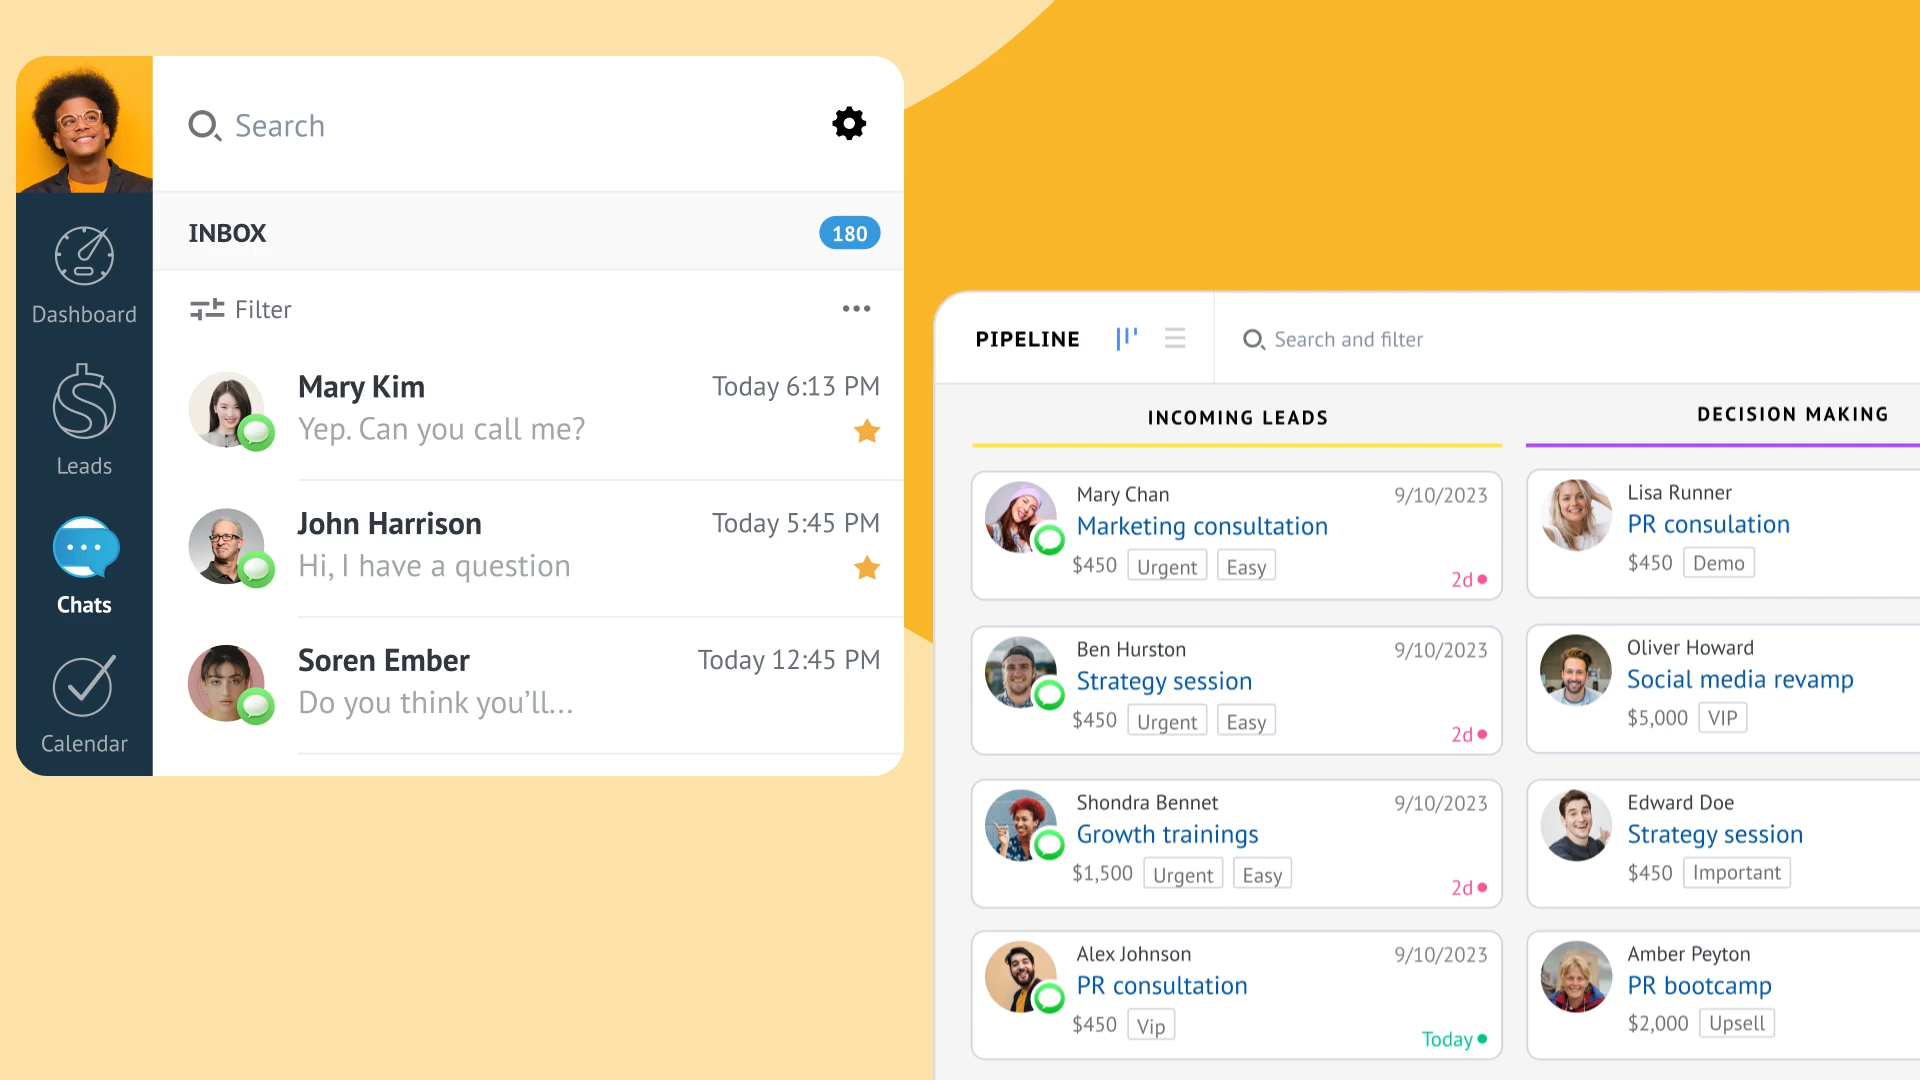 Search
INBOX
180
Filter
Mary Kim
Today 6:13 PM
Yep. Can you call me?
John Harrison
Today 5:45 PM
Hi, I have a question
Soren Ember
Today 12:45 PM
Do you think you’ll...
Dashboard
Leads
Chats
Calendar
PIPELINE
Search and filter
INCOMING LEADS
Mary Chan
9/10/2023
Marketing consultation
$450 Urgent Easy
2d
Ben Hurston
9/10/2023
Strategy session
$450 Urgent Easy
2d
Shondra Bennet
9/10/2023
Growth trainings
$1,500 Urgent Easy
2d
Alex Johnson
9/10/2023
PR consultation
$450 Vip
Today
DECISION MAKING
Lisa Runner
PR consulation
$450 Demo
Oliver Howard
Social media revamp
$5,000 VIP
Edward Doe
Strategy session
$450 Important
Amber Peyton
PR bootcamp
$2,000 Upsell